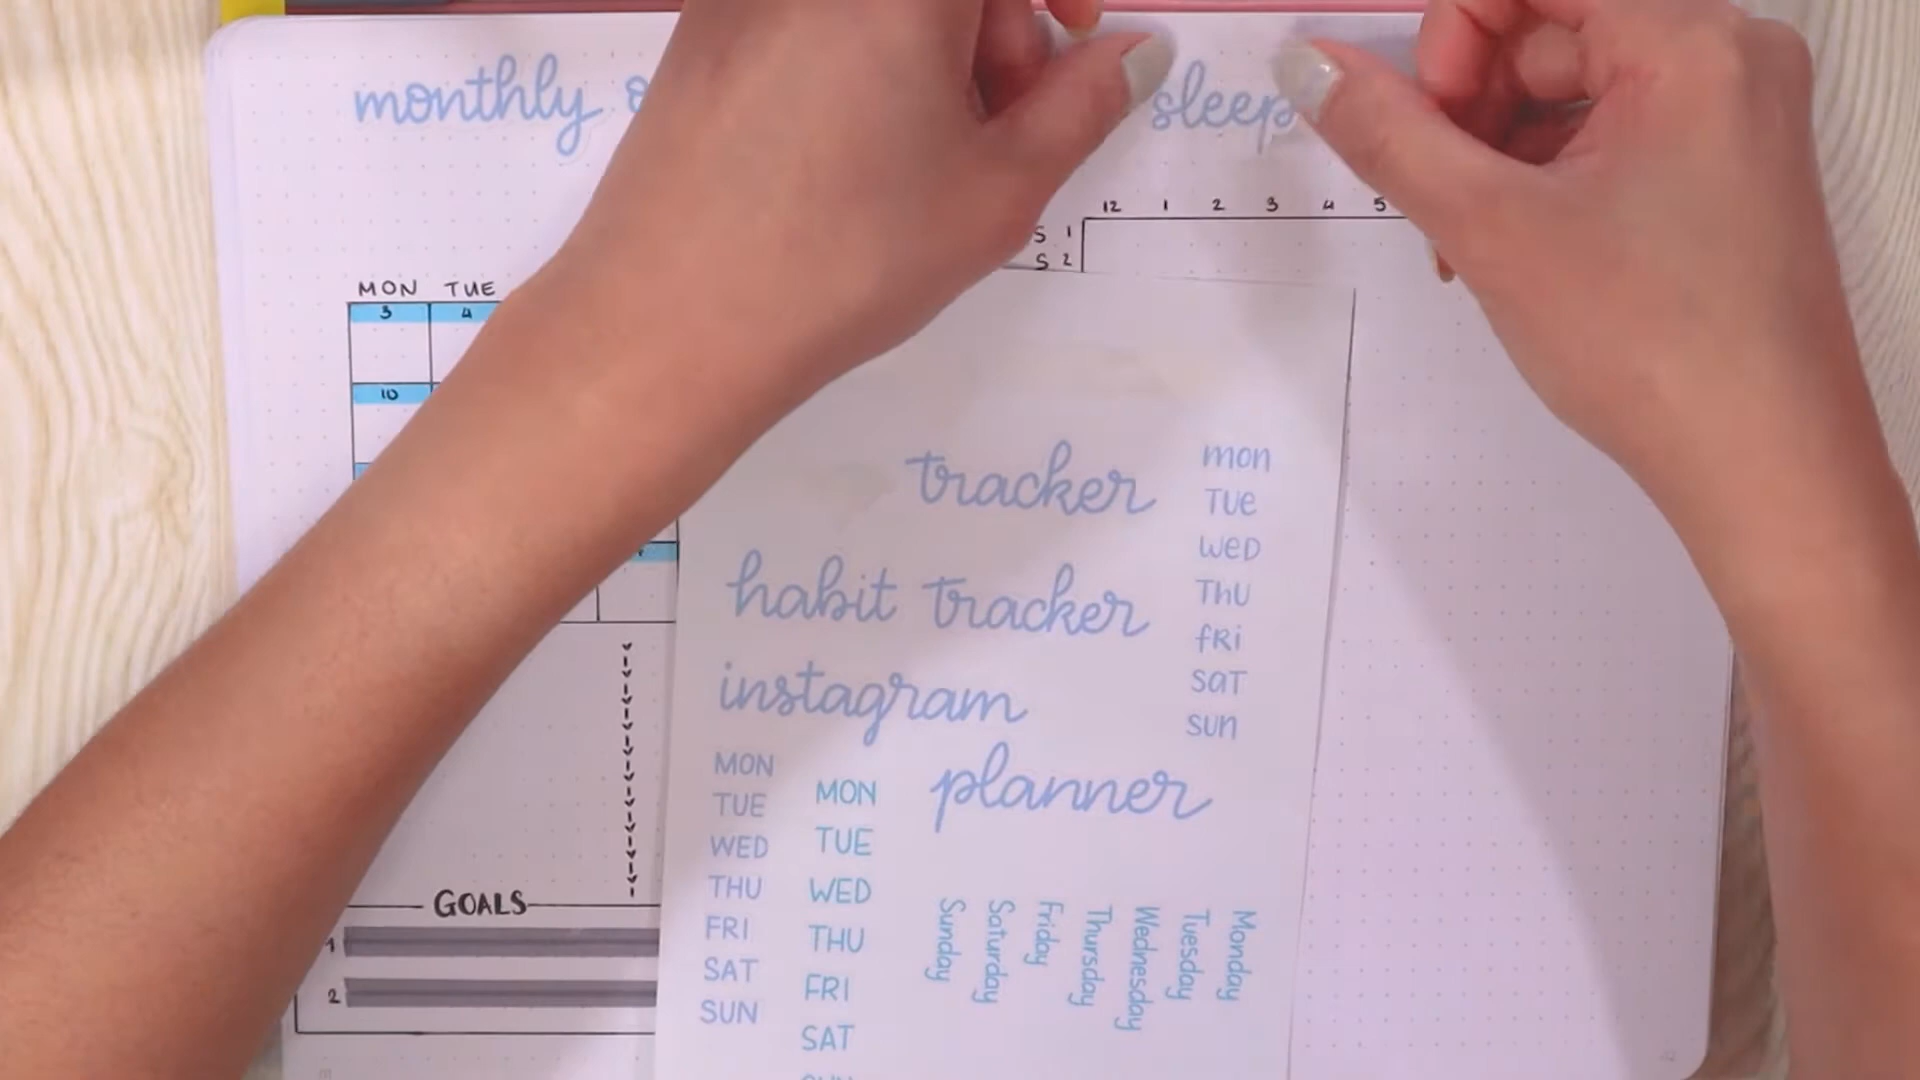 monthly
sleep
12 1 2 3 4 5
S 1
S 2
MON TUE
3 4
10
tracker
habit tracker
instagram
planner
mon
TUe
weD
ThU
fRi
SaT
sun
MON
TUE
WED
THU
FRI
SAT
SUN
MON
TUE
WED
THU
FRI
SAT
Monday
Tuesday
Wednesday
Thursday
Friday
Saturday
Sunday
GOALS
1
2